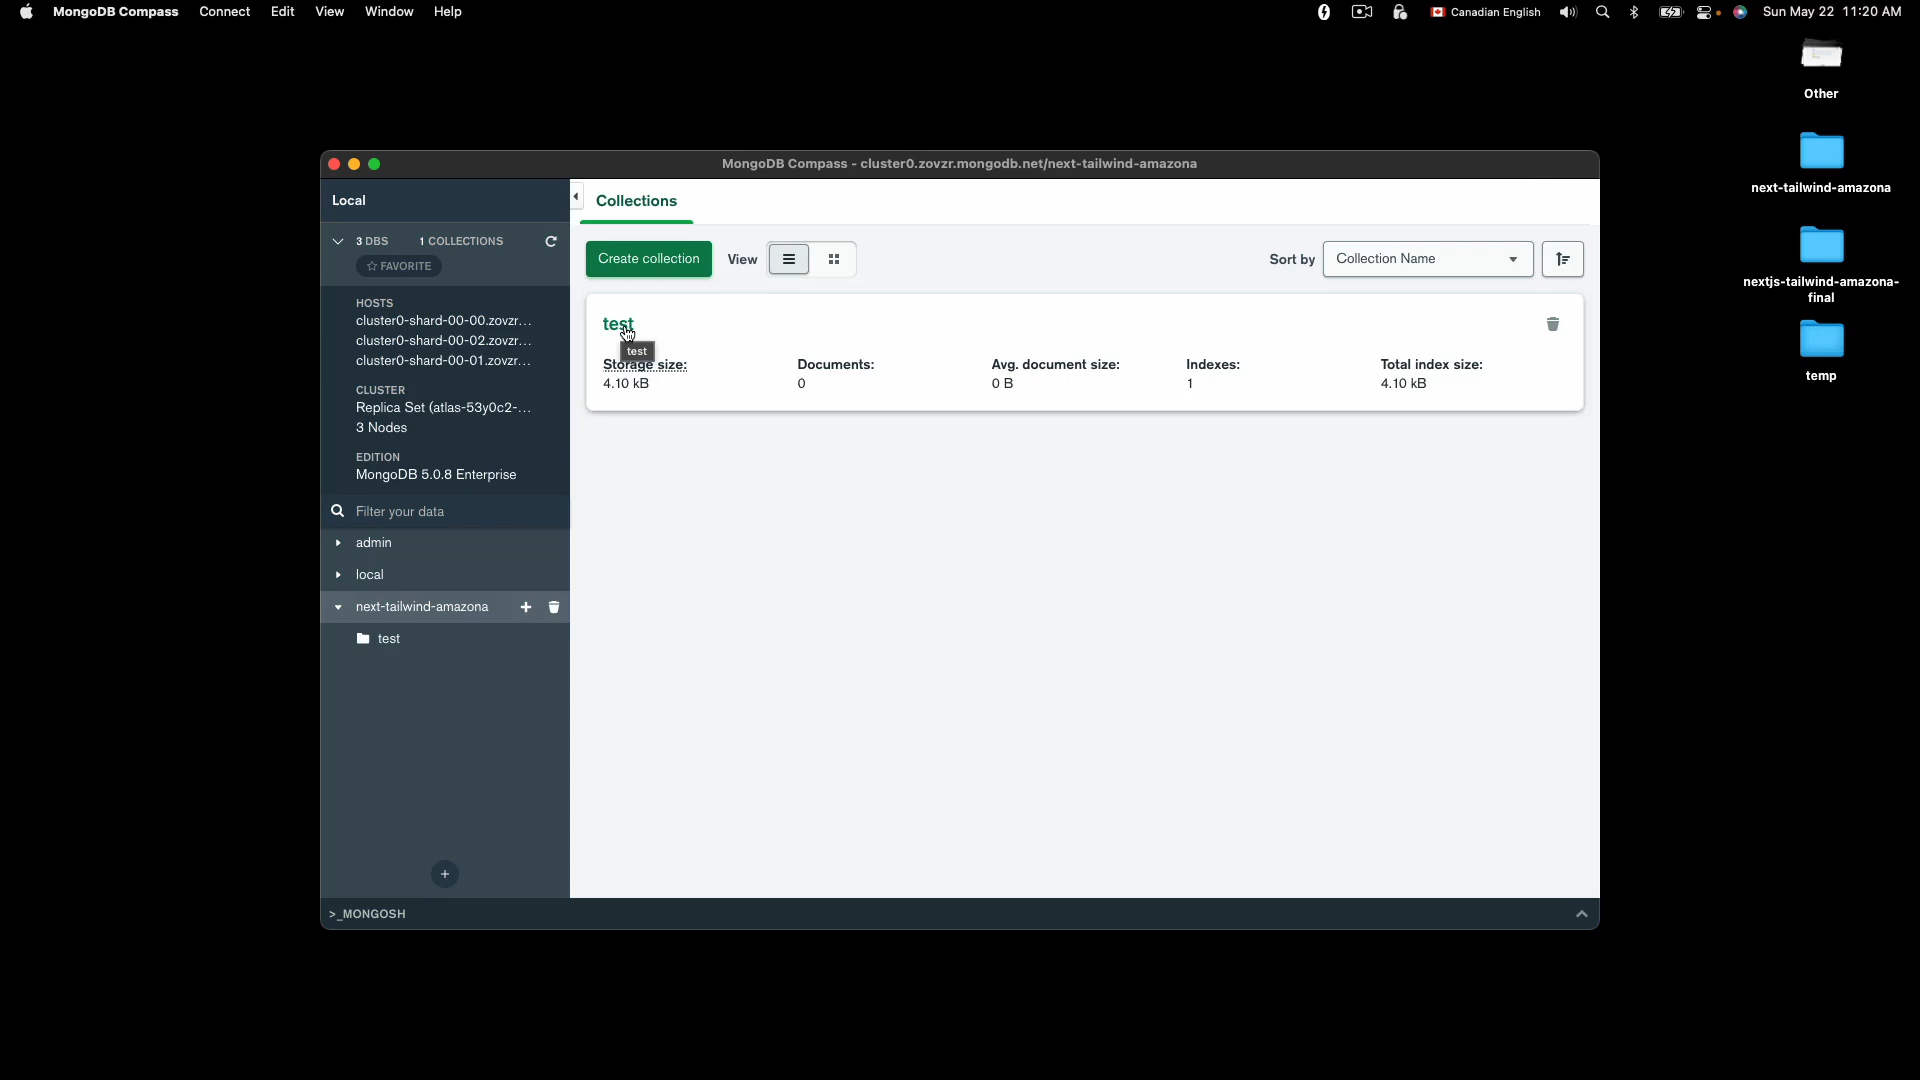 MongoDB Compass Connect Edit View Window Help
Canadian English Sun May 22 11:20 AM
Other
next-tailwind-amazona
nextjs-tailwind-amazona-
final
temp
MongoDB Compass - cluster0.zovzr.mongodb.net/next-tailwind-amazona
Local
3 DBS 1 COLLECTIONS
FAVORITE
HOSTS
cluster0-shard-00-00.zovzr...
cluster0-shard-00-02.zovzr...
cluster0-shard-00-01.zovzr...
CLUSTER
Replica Set (atlas-53y0c2-...
3 Nodes
EDITION
MongoDB 5.0.8 Enterprise
Filter your data
admin
local
next-tailwind-amazona
test
Collections
Create collection View Sort by Collection Name
test
test
Storage size: Documents: Avg. document size: Indexes: Total index size:
4.10 kB 0 0 B 1 4.10 kB
>_MONGOSH